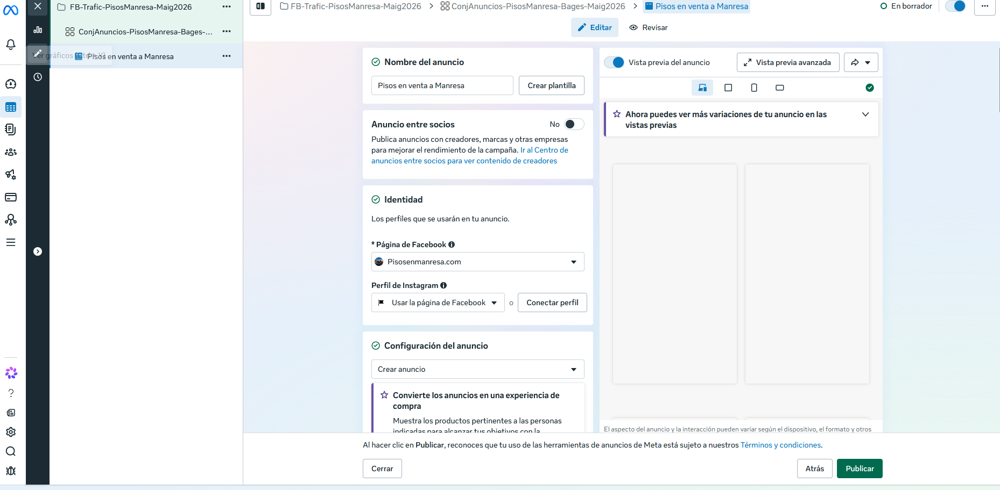 FB-Trafic-PisosManresa-Maig2026
ConjAnuncios-PisosManresa-Bages-...
Pisos en venta a Manresa
FB-Trafic-PisosManresa-Maig2026
ConjAnuncios-PisosManresa-Bages-Maig2026
Pisos en venta a Manresa
En borrador
Editar
Revisar
Nombre del anuncio
Pisos en venta a Manresa
Crear plantilla
Anuncio entre socios
No
Publica anuncios con creadores, marcas y otras empresas
para mejorar el rendimiento de la campaña. Ir al Centro de
anuncios entre socios para ver contenido de creadores
Identidad
Los perfiles que se usarán en tu anuncio.
* Página de Facebook
Pisosenmanresa.com
Perfil de Instagram
Usar la página de Facebook
o
Conectar perfil
Configuración del anuncio
Crear anuncio
Convierte los anuncios en una experiencia de
compra
Muestra los productos pertinentes a las personas
indicadas para alcanzar tus objetivos con la
Vista previa del anuncio
Vista previa avanzada
Ahora puedes ver más variaciones de tu anuncio en las
vistas previas
El aspecto del anuncio y la interacción pueden variar según el dispositivo, el formato y otros
Al hacer clic en Publicar, reconoces que tu uso de las herramientas de anuncios de Meta está sujeto a nuestros Términos y condiciones.
Cerrar
Atrás
Publicar